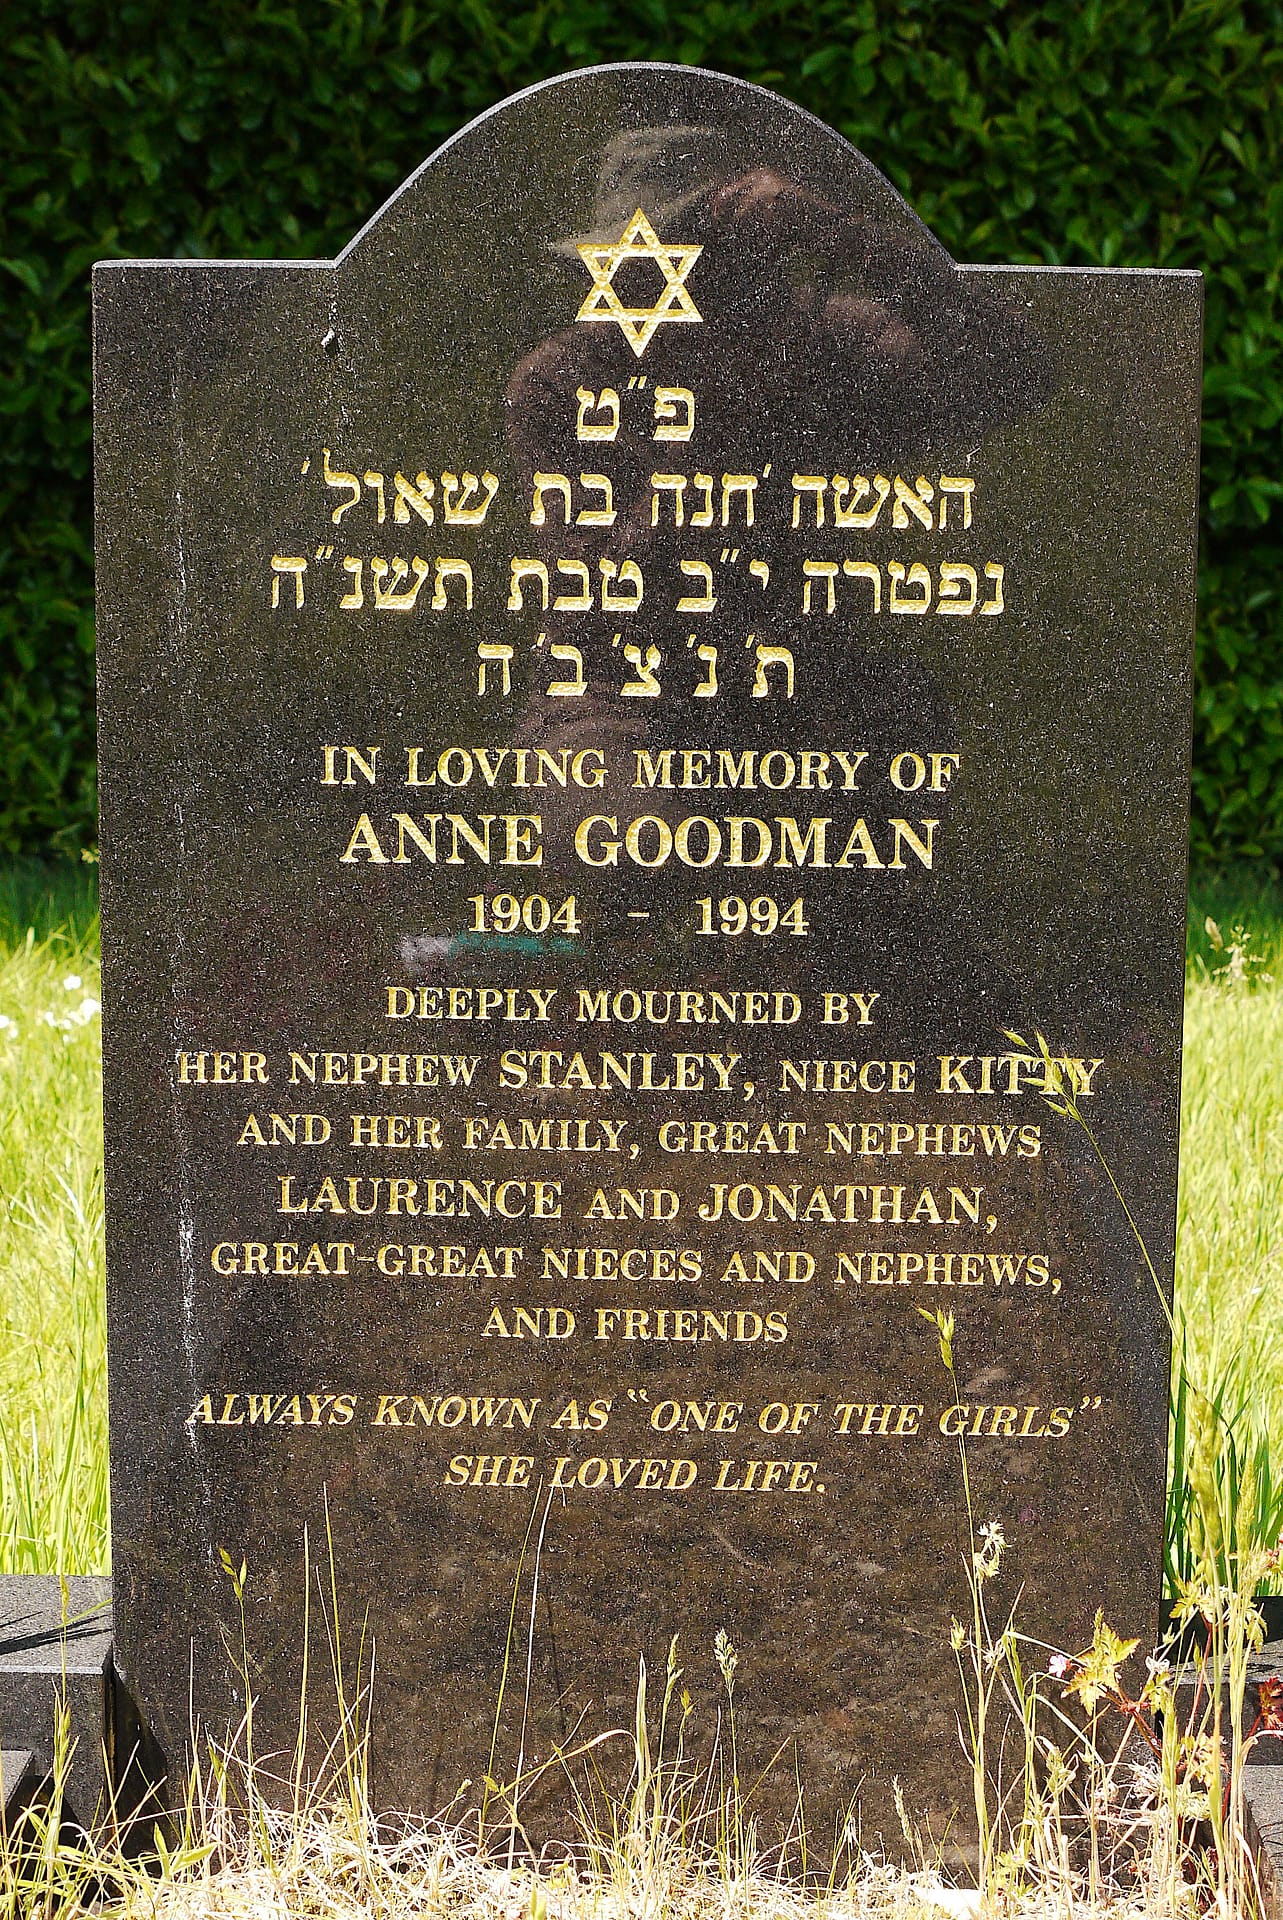 פ"ט
האשה 'חנה בת שאול'
נפטרה י"ב טבת תשנ"ה
ת' נ' צ' ב' ה
IN LOVING MEMORY OF
ANNE GOODMAN
1904 - 1994
DEEPLY MOURNED BY
HER NEPHEW STANLEY, NIECE KITTY
AND HER FAMILY, GREAT NEPHEWS
LAURENCE AND JONATHAN,
GREAT-GREAT NIECES AND NEPHEWS,
AND FRIENDS
ALWAYS KNOWN AS "ONE OF THE GIRLS"
SHE LOVED LIFE.